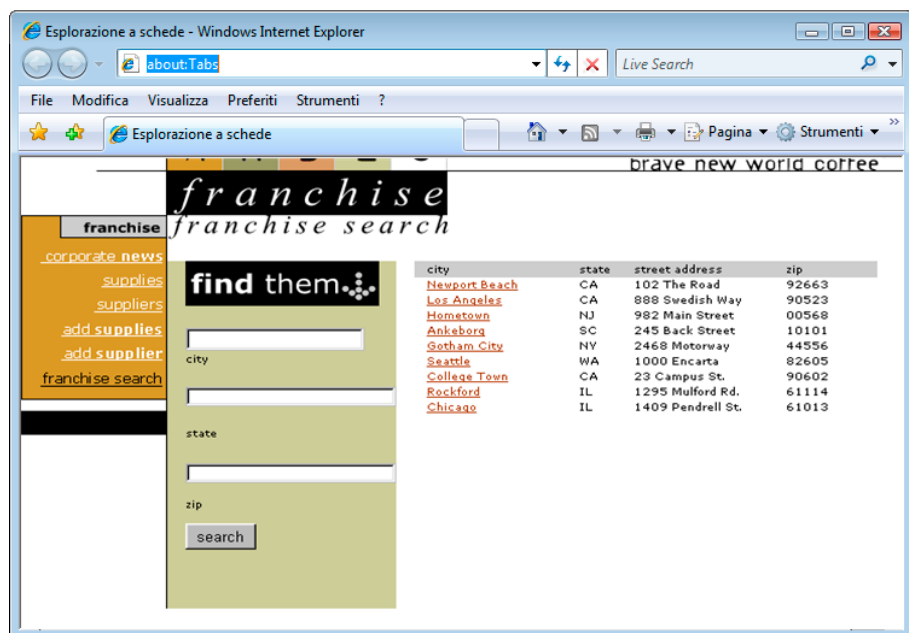 Esplorazione a schede - Windows Internet Explorer
about:Tabs
Live Search
File Modifica Visualizza Preferiti Strumenti ?
Esplorazione a schede
Pagina Strumenti
brave new world coffee
franchise
franchise search
franchise
corporate news
supplies
suppliers
add supplies
add supplier
franchise search
find them
city
state
zip
search
city state street address zip
Newport Beach CA 102 The Road 92663
Los Angeles CA 888 Swedish Way 90523
Hometown NJ 982 Main Street 00568
Ankeborg SC 245 Back Street 10101
Gotham City NY 2468 Motorway 44556
Seattle WA 1000 Encarta 82605
College Town CA 23 Campus St. 90602
Rockford IL 1295 Mulford Rd. 61114
Chicago IL 1409 Pendrell St. 61013